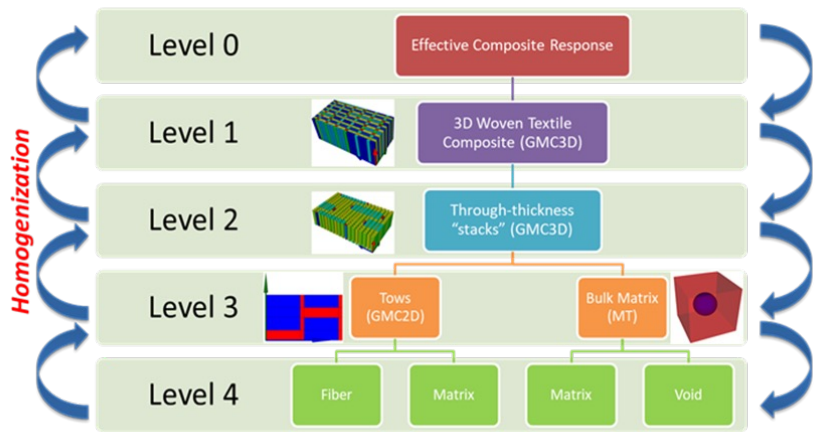 Homogenization
Level 0
Effective Composite Response
Level 1
3D Woven Textile
Composite (GMC3D)
Level 2
Through-thickness
“stacks” (GMC3D)
Level 3
Tows
(GMC2D)
Bulk Matrix
(MT)
Level 4
Fiber
Matrix
Matrix
Void